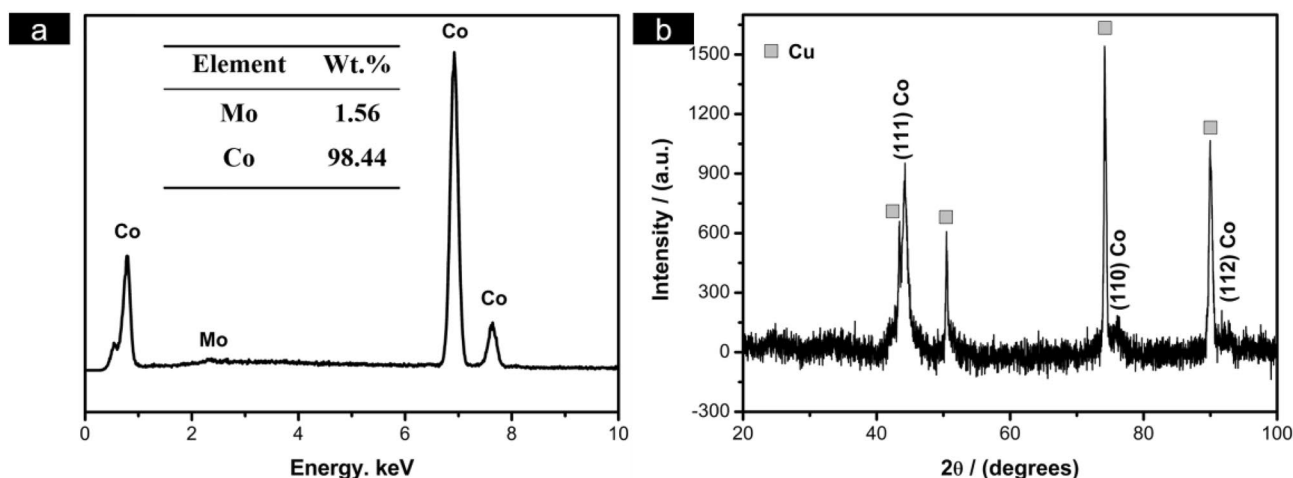 a
Co
Element Wt.%
Mo 1.56
Co 98.44
Co
Mo
Co
0 2 4 6 8 10
Energy. keV
b
Cu
(111) Co
(110) Co
(112) Co
1500
1200
900
600
300
0
-300
20 40 60 80 100
Intensity / (a.u.)
2θ / (degrees)